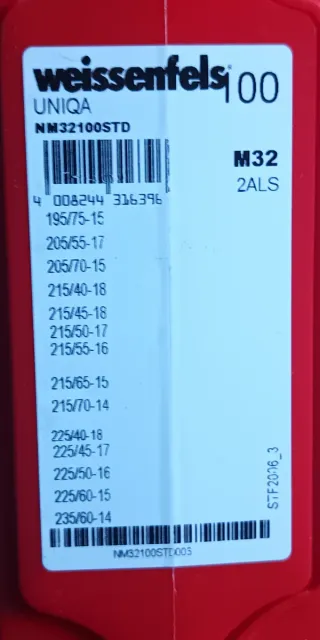 weissenfels 100
UNIQA
NM32100STD
M32
2ALS
4 008244 316396
195/75-15
205/55-17
205/70-15
215/40-18
215/45-18
215/50-17
215/55-16
215/65-15
215/70-14
225/40-18
225/45-17
225/50-16
225/60-15
235/60-14
STF2006_3
NM32100STD005